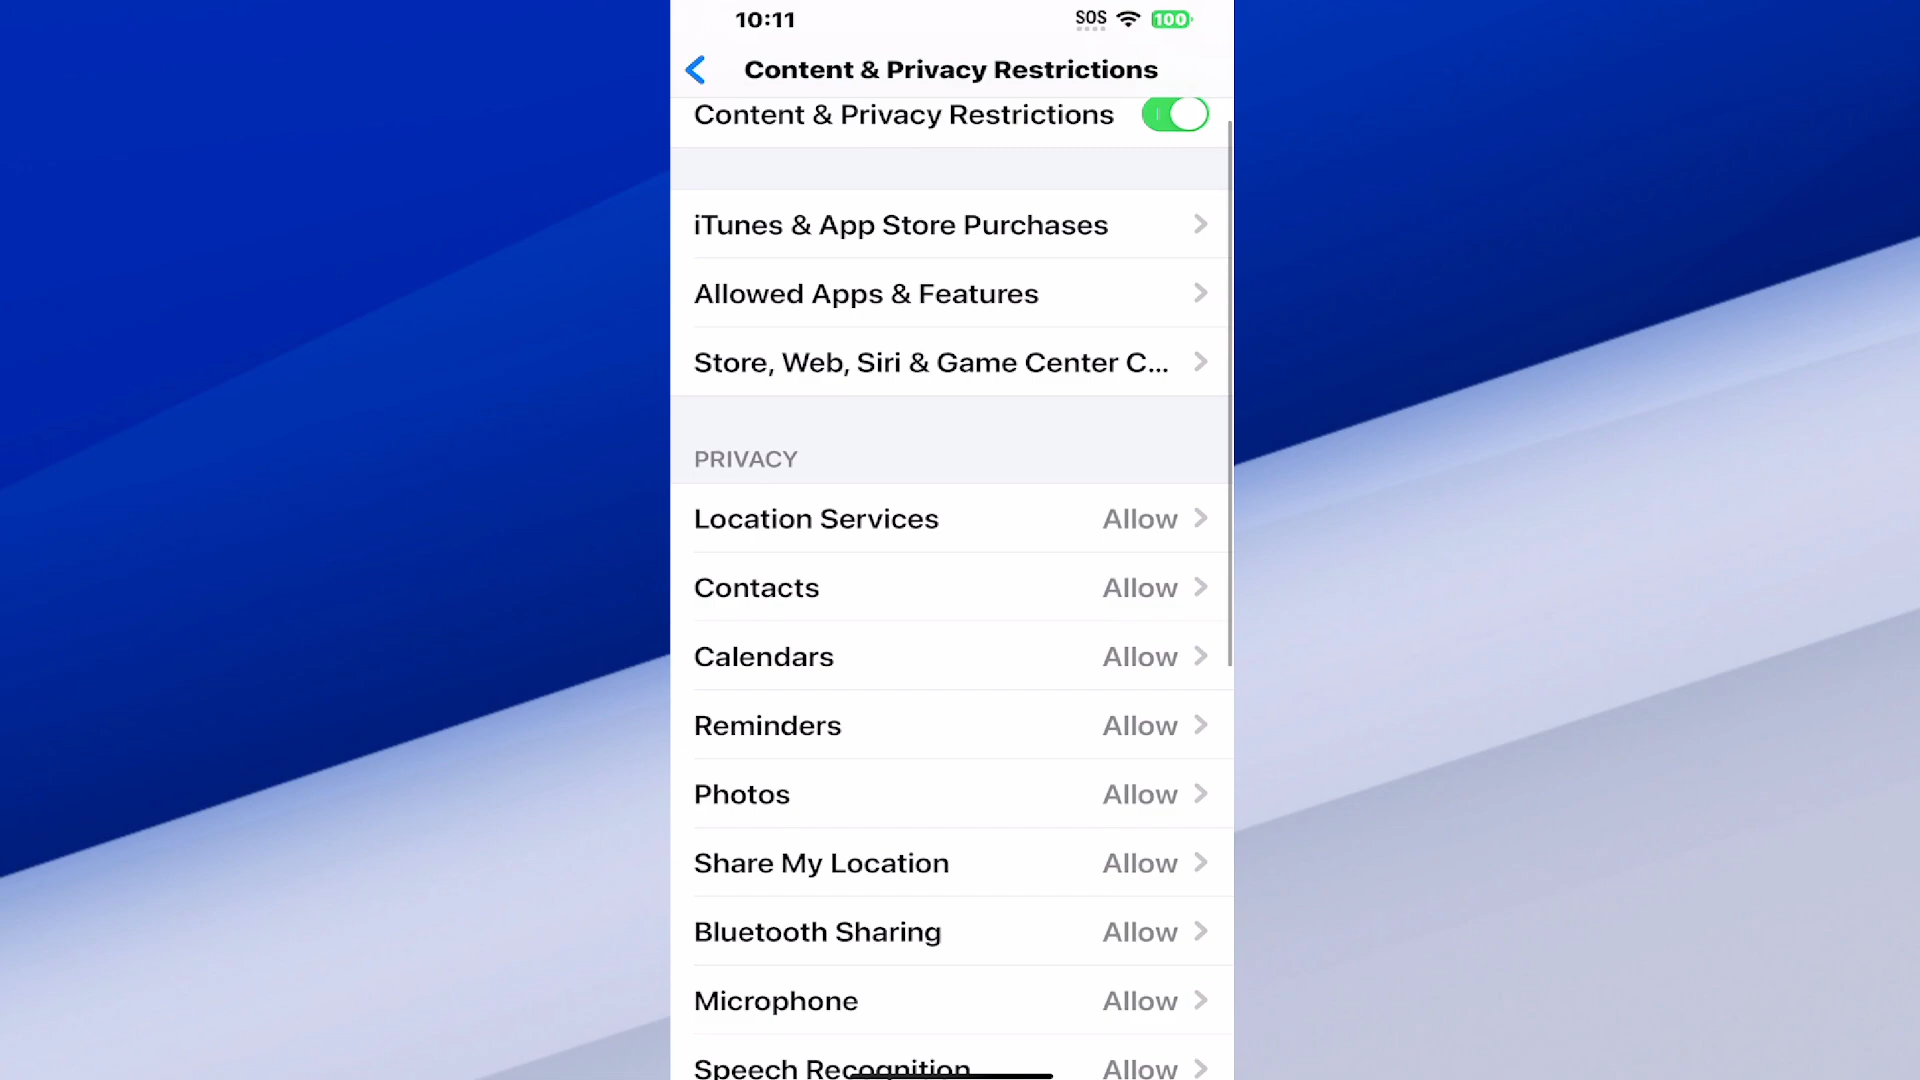 10:11
SOS
100
Content & Privacy Restrictions
Content & Privacy Restrictions
iTunes & App Store Purchases
Allowed Apps & Features
Store, Web, Siri & Game Center C...
PRIVACY
Location Services Allow
Contacts Allow
Calendars Allow
Reminders Allow
Photos Allow
Share My Location Allow
Bluetooth Sharing Allow
Microphone Allow
Speech Recognition Allow